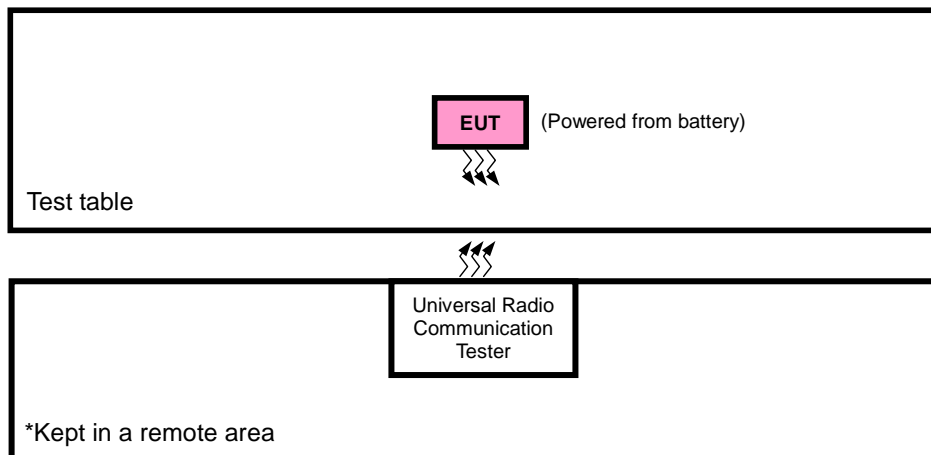 EUT
(Powered from battery)
Test table
Universal Radio
Communication
Tester
*Kept in a remote area